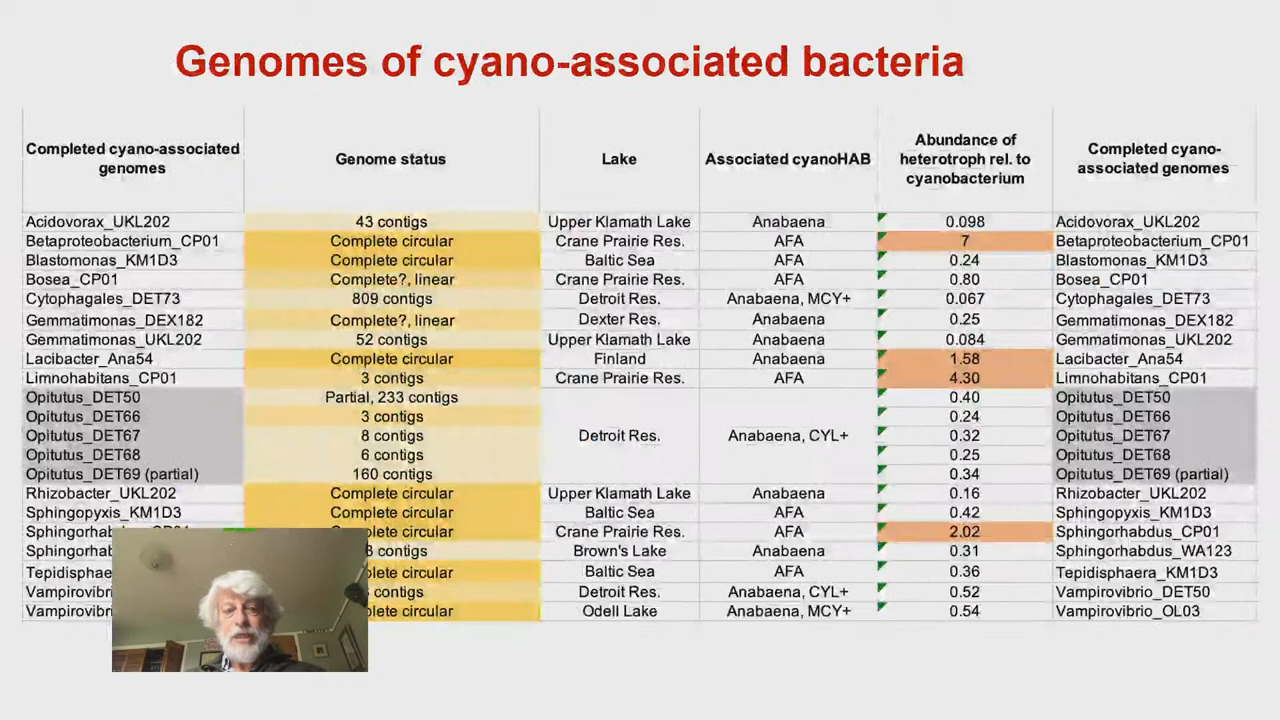 Genomes of cyano-associated bacteria
Completed cyano-associated genomes Genome status Lake Associated cyanoHAB Abundance of heterotroph rel. to cyanobacterium Completed cyano-associated genomes
Acidovorax_UKL202 43 contigs Upper Klamath Lake Anabaena 0.098 Acidovorax_UKL202
Betaproteobacterium_CP01 Complete circular Crane Prairie Res. AFA 7 Betaproteobacterium_CP01
Blastomonas_KM1D3 Complete circular Baltic Sea AFA 0.24 Blastomonas_KM1D3
Bosea_CP01 Complete?, linear Crane Prairie Res. AFA 0.80 Bosea_CP01
Cytophagales_DET73 809 contigs Detroit Res. Anabaena, MCY+ 0.067 Cytophagales_DET73
Gemmatimonas_DEX182 Complete?, linear Dexter Res. Anabaena 0.25 Gemmatimonas_DEX182
Gemmatimonas_UKL202 52 contigs Upper Klamath Lake Anabaena 0.084 Gemmatimonas_UKL202
Lacibacter_Ana54 Complete circular Finland Anabaena 1.58 Lacibacter_Ana54
Limnohabitans_CP01 3 contigs Crane Prairie Res. AFA 4.30 Limnohabitans_CP01
Opitutus_DET50 Partial, 233 contigs 0.40 Opitutus_DET50
Opitutus_DET66 3 contigs 0.24 Opitutus_DET66
Opitutus_DET67 8 contigs Detroit Res. Anabaena, CYL+ 0.32 Opitutus_DET67
Opitutus_DET68 6 contigs 0.25 Opitutus_DET68
Opitutus_DET69 (partial) 160 contigs 0.34 Opitutus_DET69 (partial)
Rhizobacter_UKL202 Complete circular Upper Klamath Lake Anabaena 0.16 Rhizobacter_UKL202
Sphingopyxis_KM1D3 Complete circular Baltic Sea AFA 0.42 Sphingopyxis_KM1D3
circular Crane Prairie Res. AFA 2.02 Sphingorhabdus_CP01
contigs Brown's Lake Anabaena 0.31 Sphingorhabdus_WA123
circular Baltic Sea AFA 0.36 Tepidisphaera_KM1D3
contigs Detroit Res. Anabaena, CYL+ 0.52 Vampirovibrio_DET50
circular Odell Lake Anabaena, MCY+ 0.54 Vampirovibrio_OL03